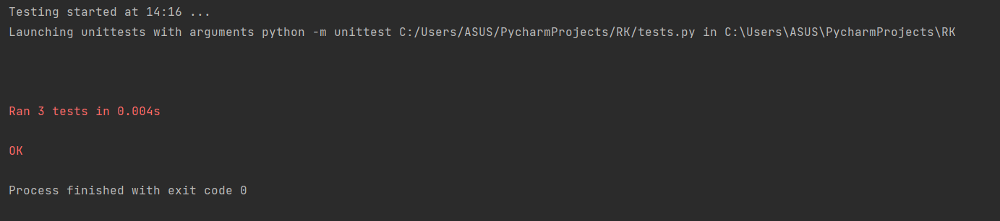 Testing started at 14:16 ...
Launching unittests with arguments python -m unittest C:/Users/ASUS/PycharmProjects/RK/tests.py in C:\Users\ASUS\PycharmProjects\RK
Ran 3 tests in 0.004s
OK
Process finished with exit code 0